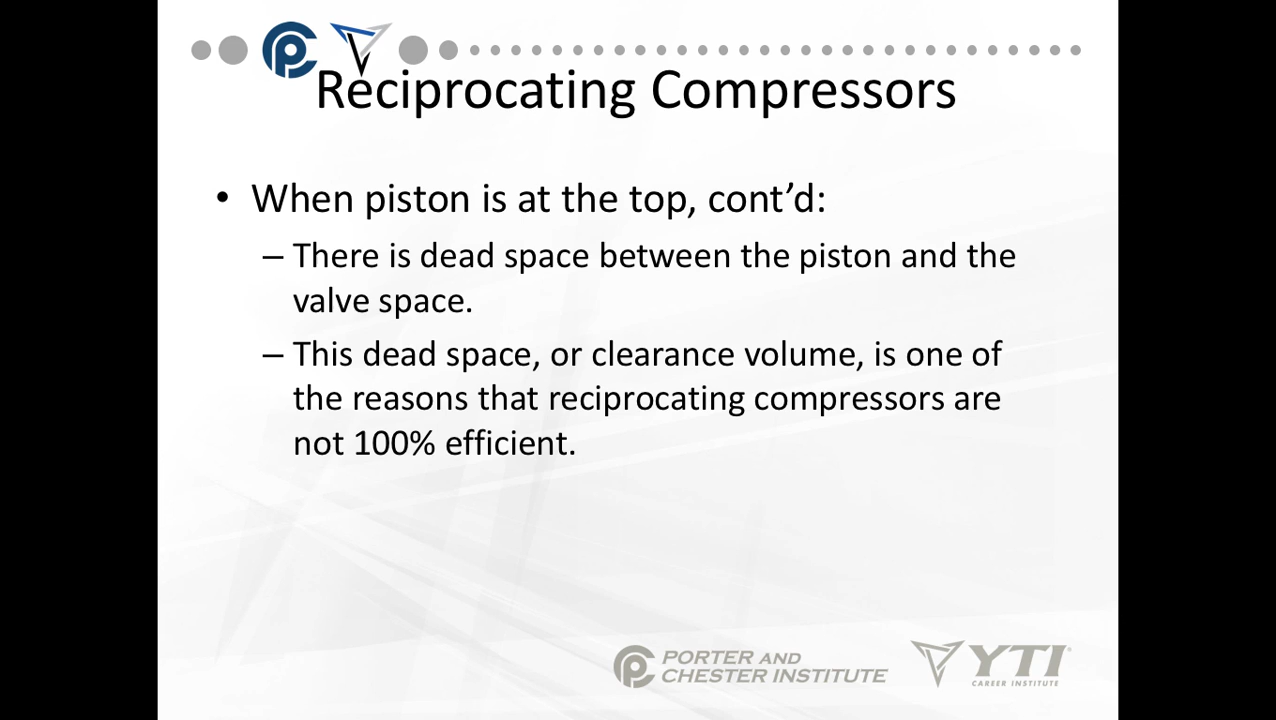 Reciprocating Compressors
• When piston is at the top, cont’d:
– There is dead space between the piston and the
valve space.
– This dead space, or clearance volume, is one of
the reasons that reciprocating compressors are
not 100% efficient.
PORTER AND
CHESTER INSTITUTE
YTI®
CAREER INSTITUTE